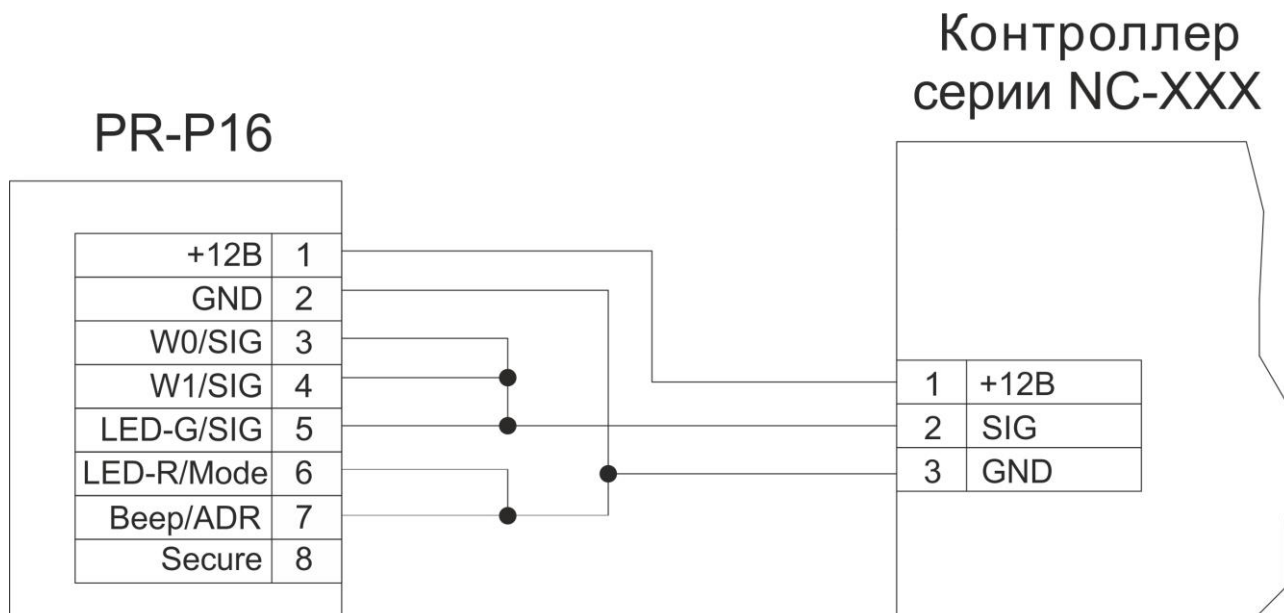 Контроллер
серии NC-XXX
PR-P16
+12В 1
GND 2
W0/SIG 3
W1/SIG 4
LED-G/SIG 5
LED-R/Mode 6
Beep/ADR 7
Secure 8
1 +12В
2 SIG
3 GND